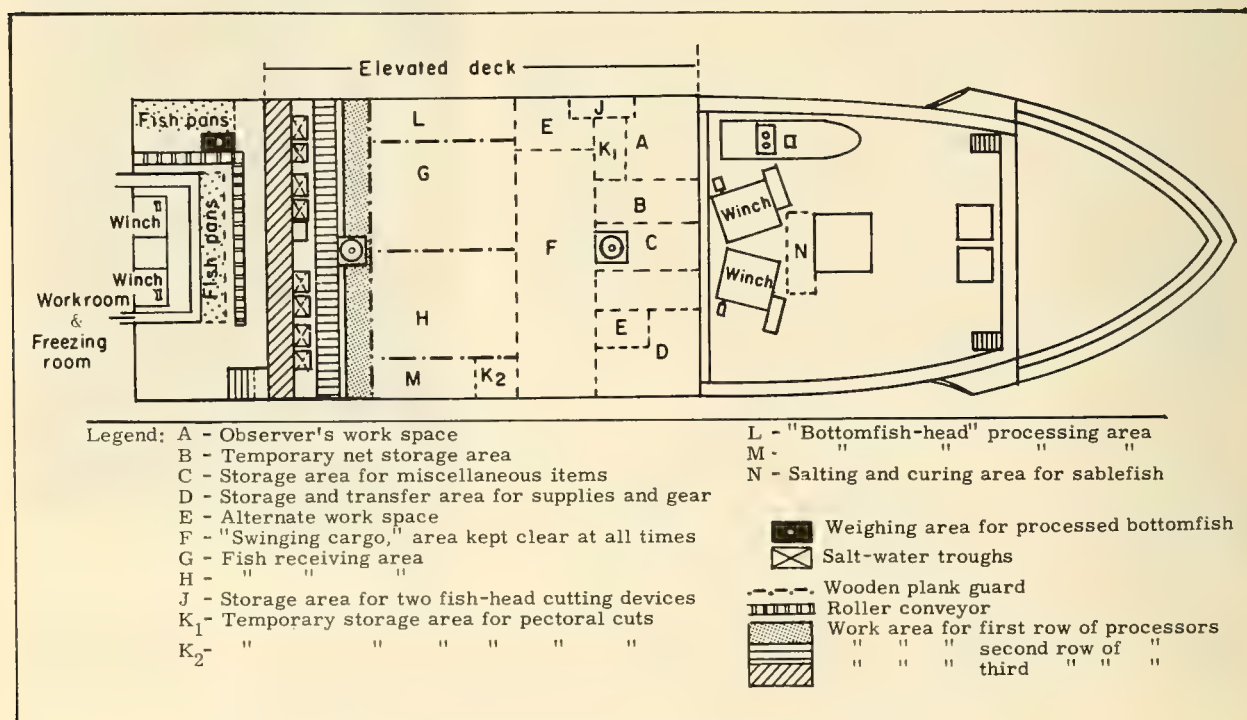 Elevated deck
Fish pans
L
E
J
A
K₁
G
B
Winch
Fish pans
Winch
F
C
N
Winch
Winch
Workroom
&
Freezing
room
H
E
D
M
K₂
Legend: A - Observer's work space
B - Temporary net storage area
C - Storage area for miscellaneous items
D - Storage and transfer area for supplies and gear
E - Alternate work space
F - "Swinging cargo," area kept clear at all times
G - Fish receiving area
H - " " "
J - Storage area for two fish-head cutting devices
K₁- Temporary storage area for pectoral cuts
K₂- " " " " " "
L - "Bottomfish-head" processing area
M - " " " "
N - Salting and curing area for sablefish
Weighing area for processed bottomfish
Salt-water troughs
Wooden plank guard
Roller conveyor
Work area for first row of processors
" " " second row of "
" " " third " " "